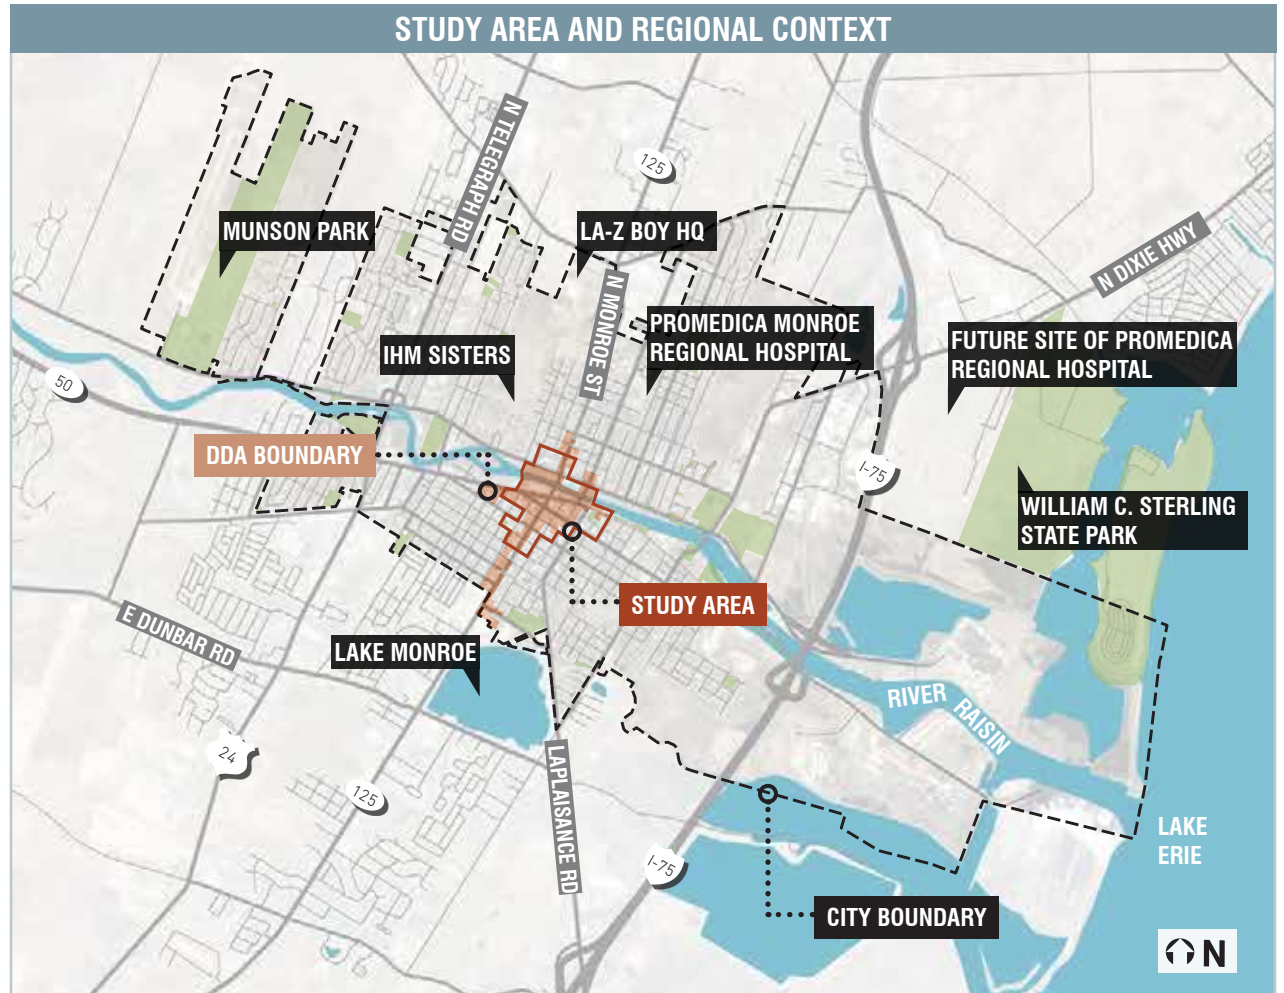 STUDY AREA AND REGIONAL CONTEXT
N TELEGRAPH RD
125
MUNSON PARK
LA-Z BOY HQ
N DIXIE HWY
N MONROE ST
PROMEDICA MONROE
REGIONAL HOSPITAL
IHM SISTERS
FUTURE SITE OF PROMEDICA
REGIONAL HOSPITAL
50
DDA BOUNDARY
I-75
WILLIAM C. STERLING
STATE PARK
STUDY AREA
E DUNBAR RD
LAKE MONROE
RIVER RAISIN
24
125
LAPLAISANCE RD
LAKE
ERIE
I-75
CITY BOUNDARY
N